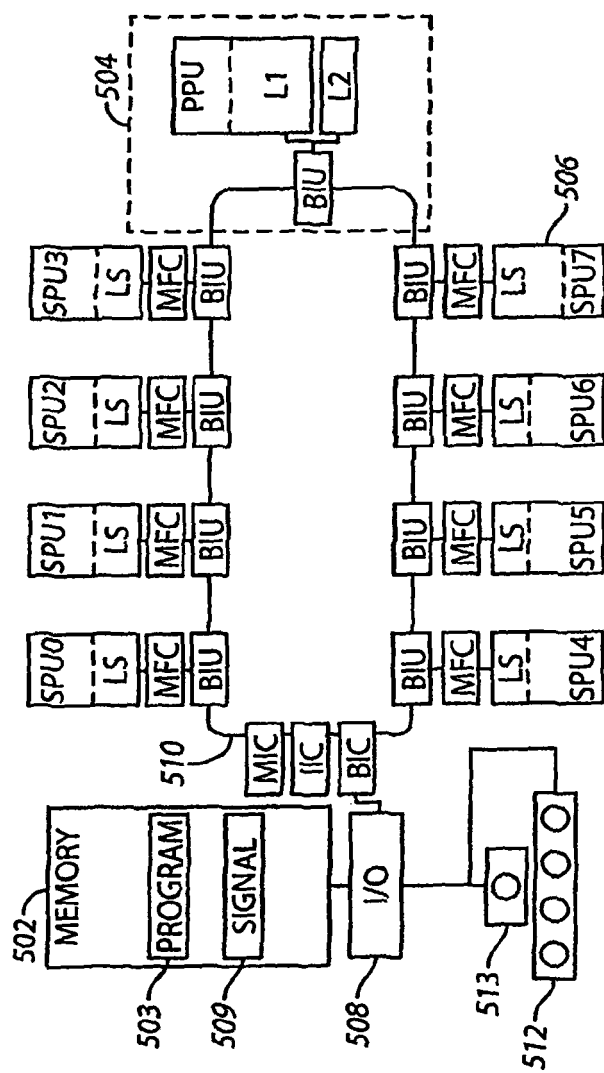 502
MEMORY
503
PROGRAM
509
SIGNAL
508
I/O
513
512
510
MIC
IIC
BIC
SPU0
LS
MFC
BIU
SPU1
LS
MFC
BIU
SPU2
LS
MFC
BIU
SPU3
LS
MFC
BIU
504
PPU
L1
L2
BIU
BIU
MFC
LS
SPU4
BIU
MFC
LS
SPU5
BIU
MFC
LS
SPU6
BIU
MFC
LS
SPU7
506